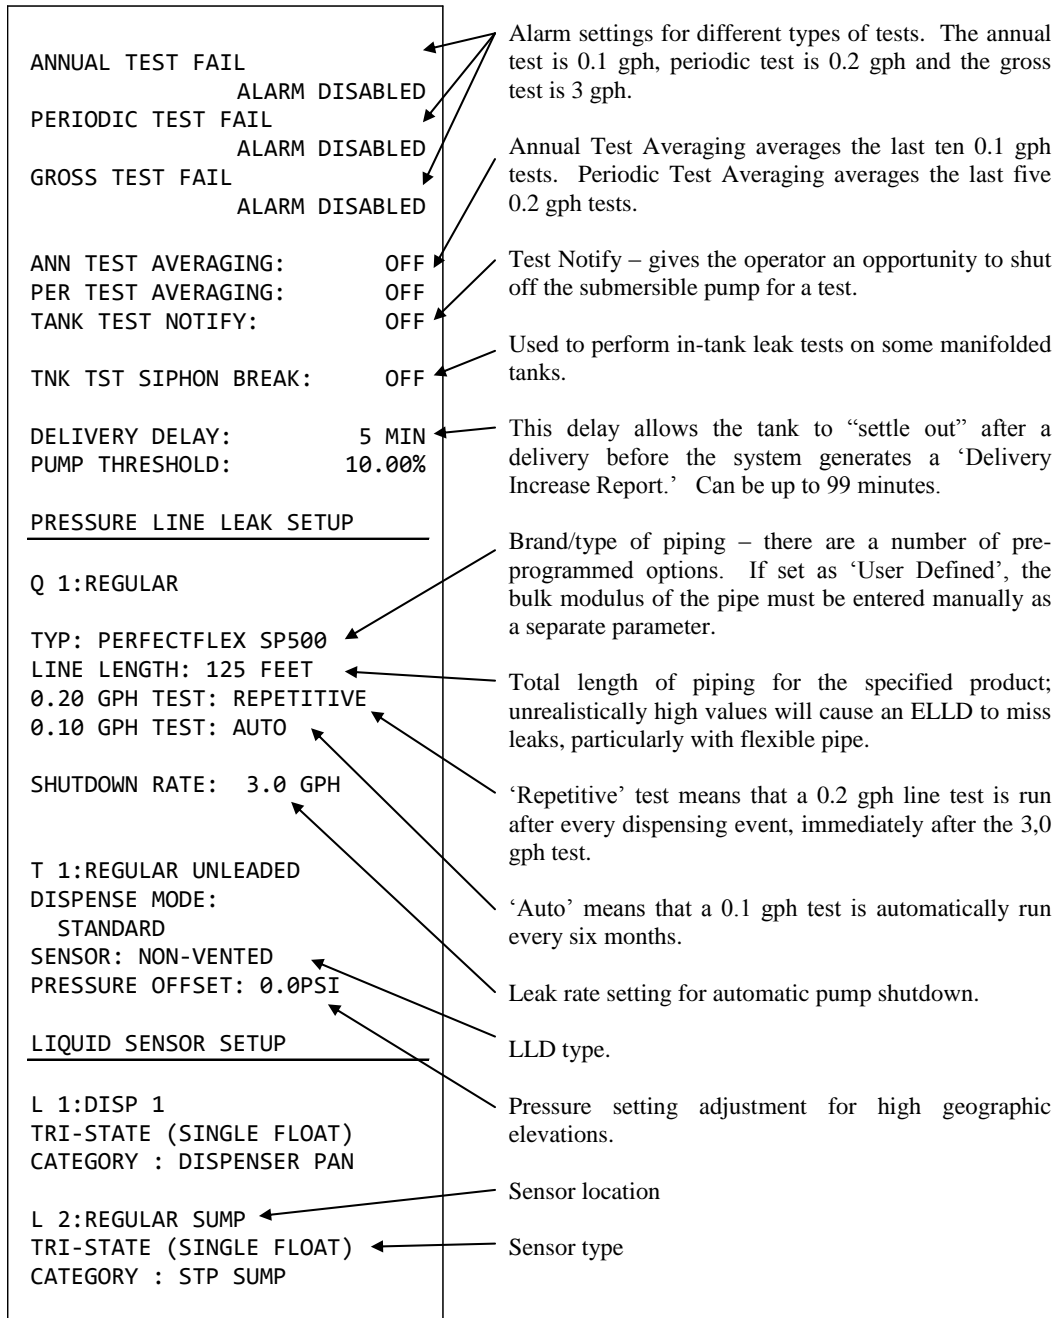 ANNUAL TEST FAIL
ALARM DISABLED
PERIODIC TEST FAIL
ALARM DISABLED
GROSS TEST FAIL
ALARM DISABLED
ANN TEST AVERAGING: OFF
PER TEST AVERAGING: OFF
TANK TEST NOTIFY: OFF
TNK TST SIPHON BREAK: OFF
DELIVERY DELAY: 5 MIN
PUMP THRESHOLD: 10.00%
PRESSURE LINE LEAK SETUP
Q 1:REGULAR
TYP: PERFECTFLEX SP500
LINE LENGTH: 125 FEET
0.20 GPH TEST: REPETITIVE
0.10 GPH TEST: AUTO
SHUTDOWN RATE: 3.0 GPH
T 1:REGULAR UNLEADED
DISPENSE MODE:
STANDARD
SENSOR: NON-VENTED
PRESSURE OFFSET: 0.0PSI
LIQUID SENSOR SETUP
L 1:DISP 1
TRI-STATE (SINGLE FLOAT)
CATEGORY : DISPENSER PAN
L 2:REGULAR SUMP
TRI-STATE (SINGLE FLOAT)
CATEGORY : STP SUMP
Alarm settings for different types of tests. The annual
test is 0.1 gph, periodic test is 0.2 gph and the gross
test is 3 gph.
Annual Test Averaging averages the last ten 0.1 gph
tests. Periodic Test Averaging averages the last five
0.2 gph tests.
Test Notify – gives the operator an opportunity to shut
off the submersible pump for a test.
Used to perform in-tank leak tests on some manifolded
tanks.
This delay allows the tank to “settle out” after a
delivery before the system generates a ‘Delivery
Increase Report.’ Can be up to 99 minutes.
Brand/type of piping – there are a number of pre-
programmed options. If set as ‘User Defined’, the
bulk modulus of the pipe must be entered manually as
a separate parameter.
Total length of piping for the specified product;
unrealistically high values will cause an ELLD to miss
leaks, particularly with flexible pipe.
‘Repetitive’ test means that a 0.2 gph line test is run
after every dispensing event, immediately after the 3,0
gph test.
‘Auto’ means that a 0.1 gph test is automatically run
every six months.
Leak rate setting for automatic pump shutdown.
LLD type.
Pressure setting adjustment for high geographic
elevations.
Sensor location
Sensor type